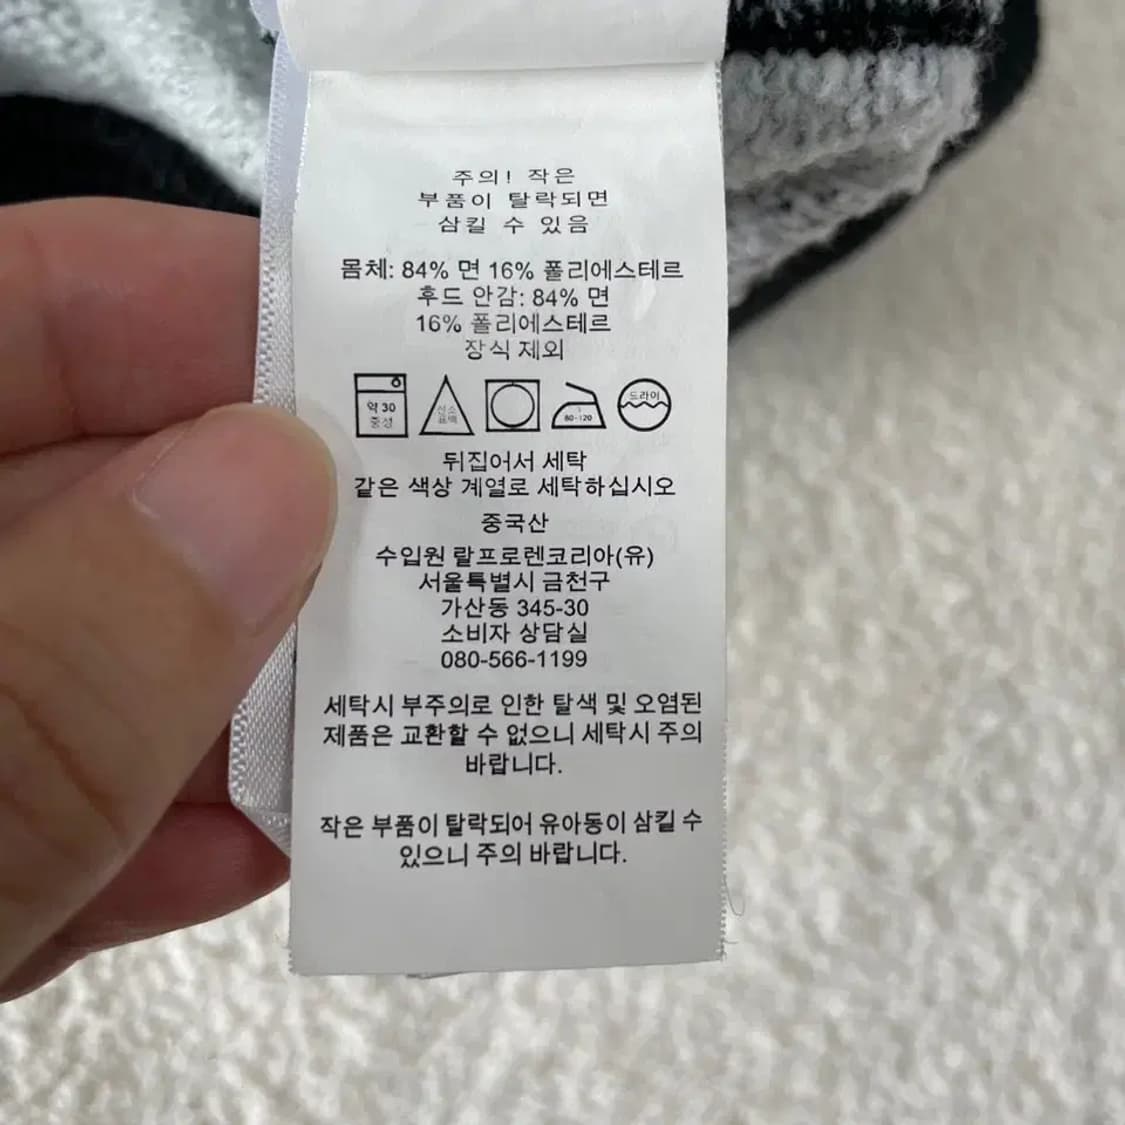 주의! 작은
부품이 탈락되면
삼킬 수 있음
몸체: 84% 면 16% 폴리에스테르
후드 안감: 84% 면
16% 폴리에스테르
장식 제외
약 30
중성
산소
표백
80-120
드라이
뒤집어서 세탁
같은 색상 계열로 세탁하십시오
중국산
수입원 랄프로렌코리아(유)
서울특별시 금천구
가산동 345-30
소비자 상담실
080-566-1199
세탁시 부주의로 인한 탈색 및 오염된
제품은 교환할 수 없으니 세탁시 주의
바랍니다.
작은 부품이 탈락되어 유아동이 삼킬 수
있으니 주의 바랍니다.